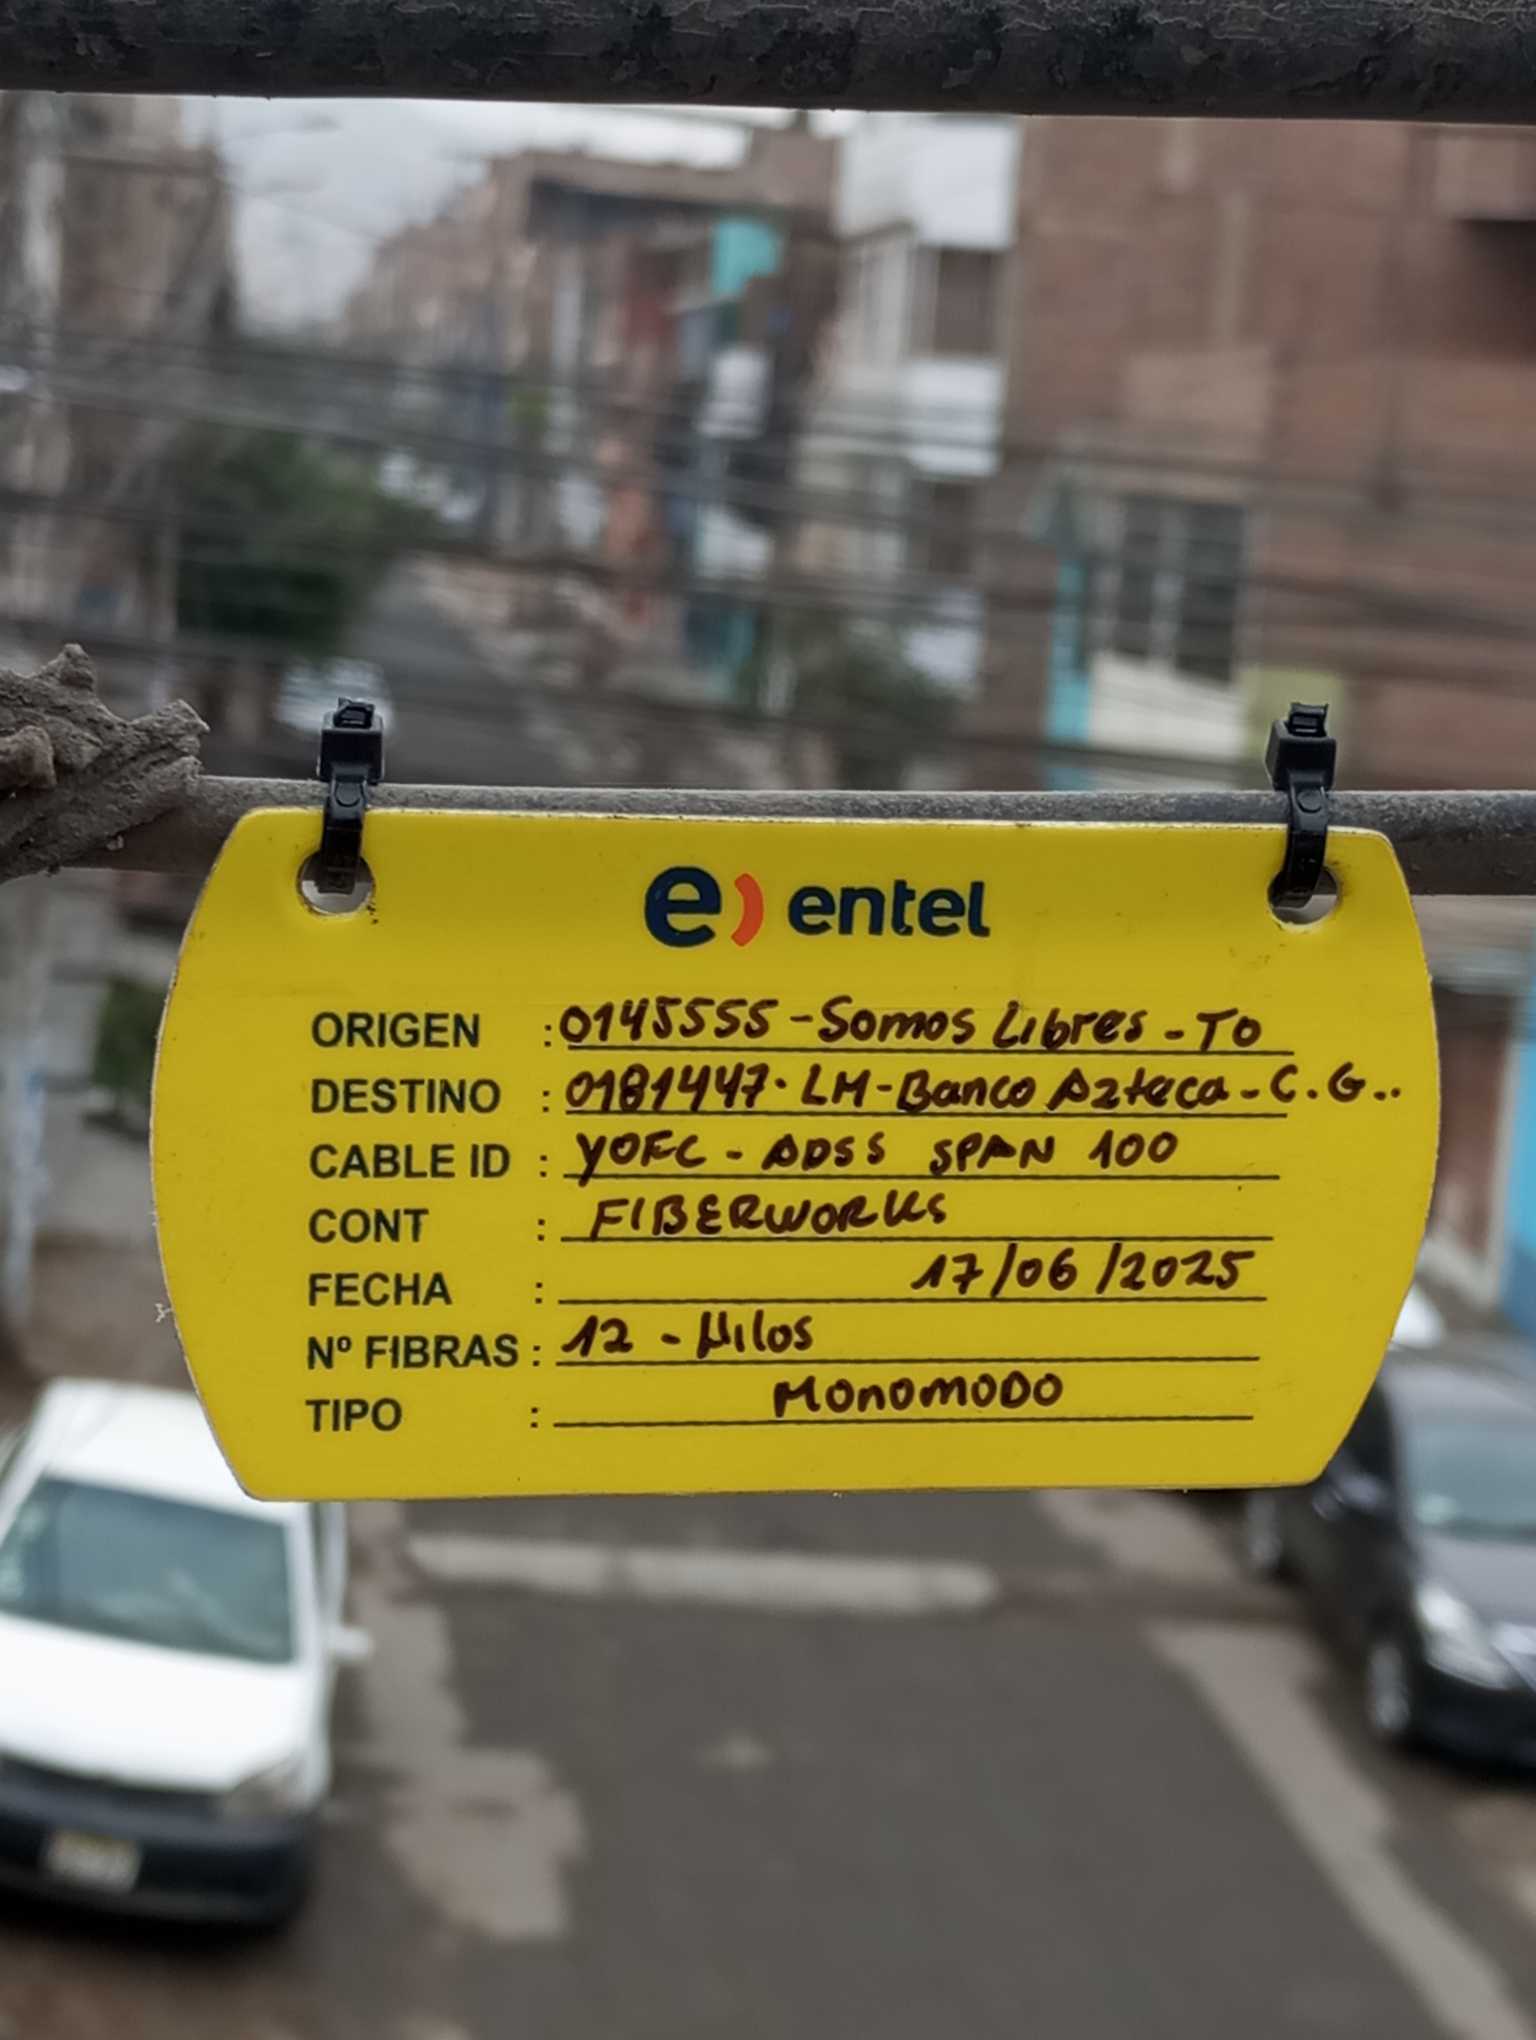 e) entel
ORIGEN : 0145555 - Somos Libres - TO
DESTINO : 0181447. LM - Banco Azteca - C.G..
CABLE ID : YOFC - ADSS SPAN 100
CONT : FIBERWORKS
FECHA : 17/06/2025
Nº FIBRAS : 12 - Hilos
TIPO : MONOMODO